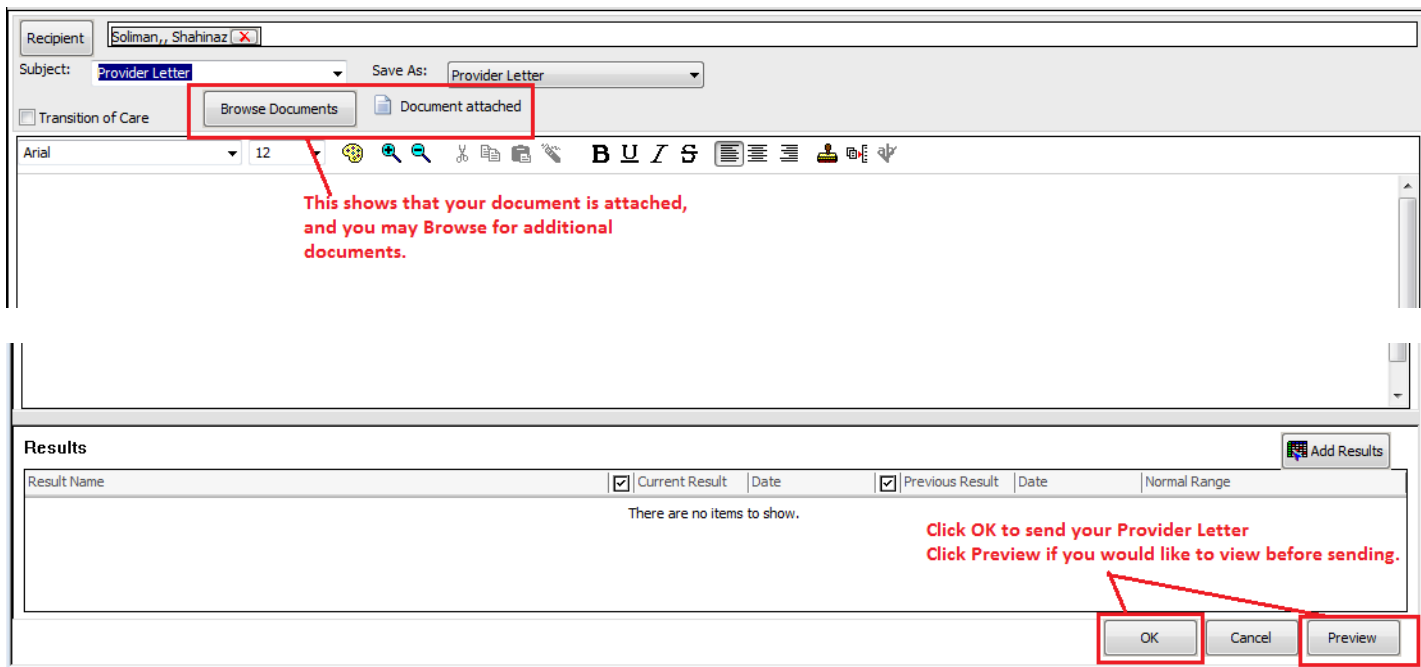 Recipient Soliman,, Shahinaz
Subject: Provider Letter Save As: Provider Letter
Transition of Care Browse Documents Document attached
Arial 12 B U I S
This shows that your document is attached,
and you may Browse for additional
documents.
Results
Add Results
Result Name Current Result Date Previous Result Date Normal Range
There are no items to show.
Click OK to send your Provider Letter
Click Preview if you would like to view before sending.
OK Cancel Preview